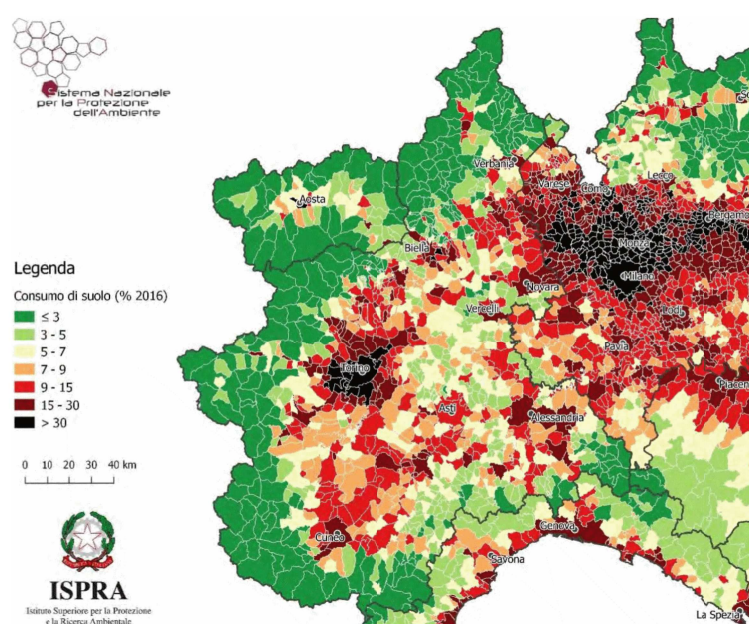 Sistema Nazionale
per la Protezione
dell'Ambiente
Legenda
Consumo di suolo (% 2016)
≤ 3
3 - 5
5 - 7
7 - 9
9 - 15
15 - 30
> 30
0 10 20 30 40 km
ISPRA
Istituto Superiore per la Protezione
e la Ricerca Ambientale
Verbania
Varese
Como
Lecco
Aosta
Bergamo
Biella
Monza
Milano
Novara
Vercelli
Lodi
Pavia
Torino
Piacen
Asti
Alessandria
Cuneo
Genova
Savona
La Spezia